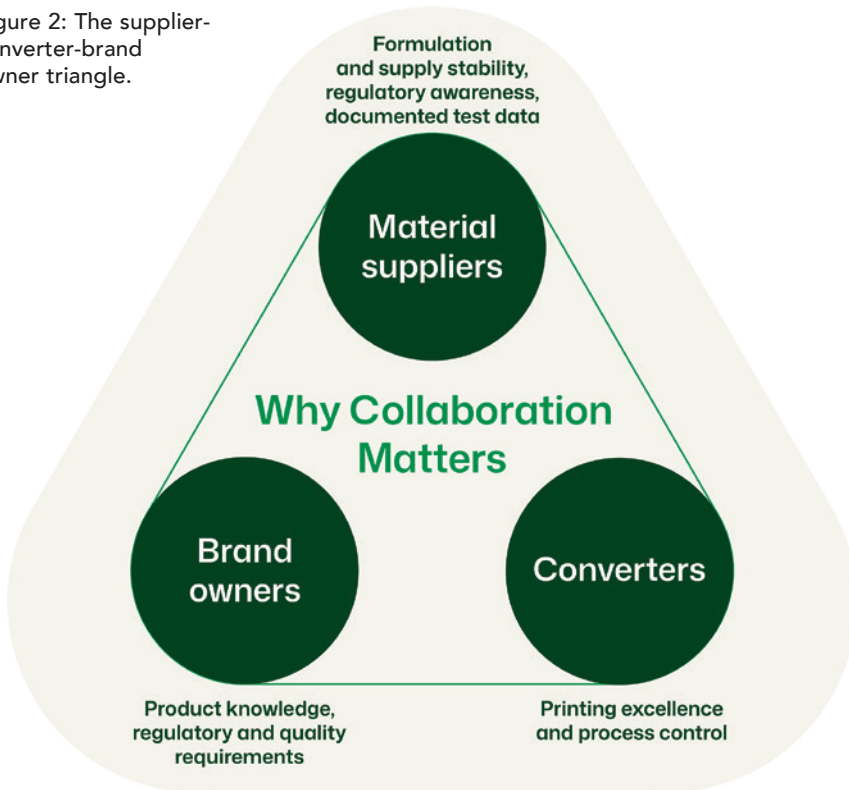 gure 2: The supplier-
nverter-brand
wner triangle.
Formulation
and supply stability,
regulatory awareness,
documented test data
Material
suppliers
Why Collaboration
Matters
Brand
owners
Converters
Product knowledge,
regulatory and quality
requirements
Printing excellence
and process control